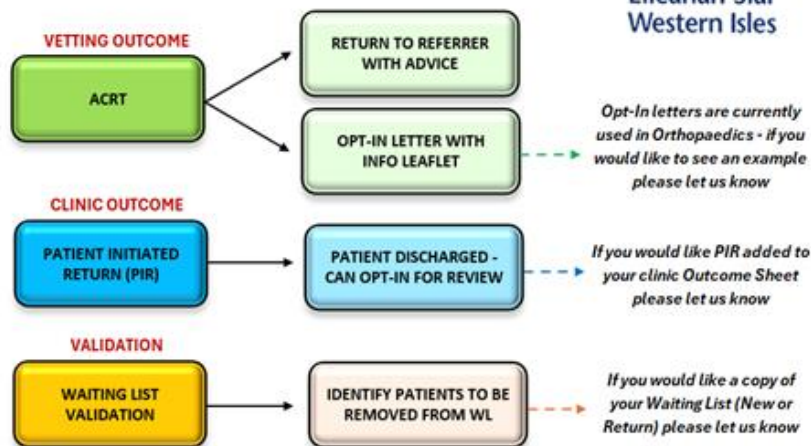 Western Isles
VETTING OUTCOME
ACRT
RETURN TO REFERRER
WITH ADVICE
OPT-IN LETTER WITH
INFO LEAFLET
Opt-In letters are currently
used in Orthopaedics - if you
would like to see an example
please let us know
CLINIC OUTCOME
PATIENT INITIATED
RETURN (PIR)
PATIENT DISCHARGED -
CAN OPT-IN FOR REVIEW
If you would like PIR added to
your clinic Outcome Sheet
please let us know
VALIDATION
WAITING LIST
VALIDATION
IDENTIFY PATIENTS TO BE
REMOVED FROM WL
If you would like a copy of
your Waiting List (New or
Return) please let us know